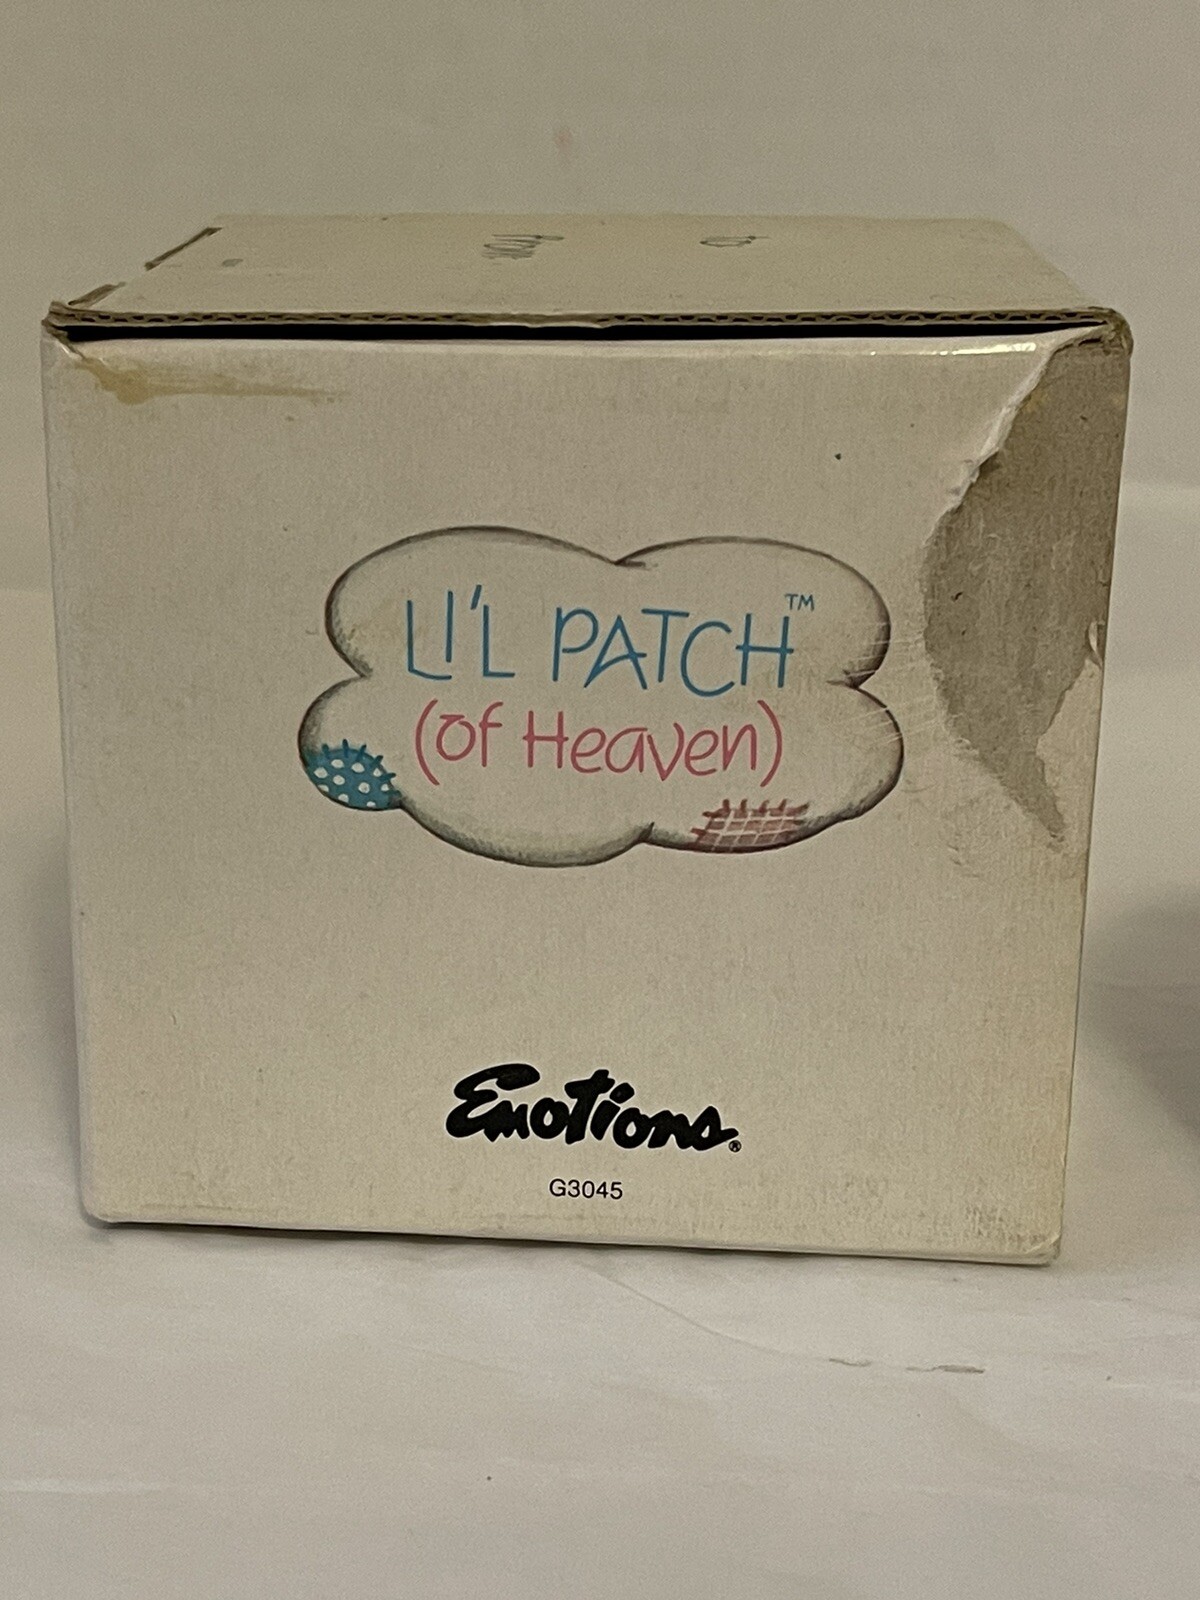 LI'L PATCH™
(of Heaven)
Emotions®
G3045